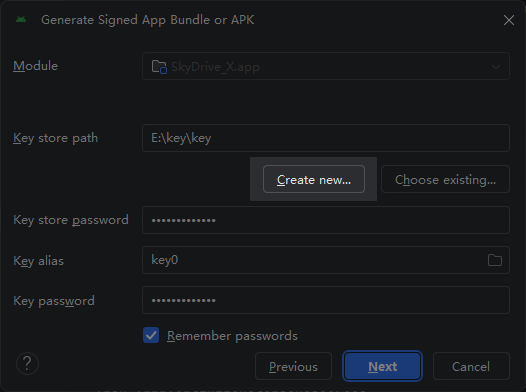 Generate Signed App Bundle or APK
Module
SkyDrive_X.app
Key store path
E:\key\key
Create new...
Choose existing...
Key store password
•••••••••••••
Key alias
key0
Key password
•••••••••••••
Remember passwords
?
Previous
Next
Cancel